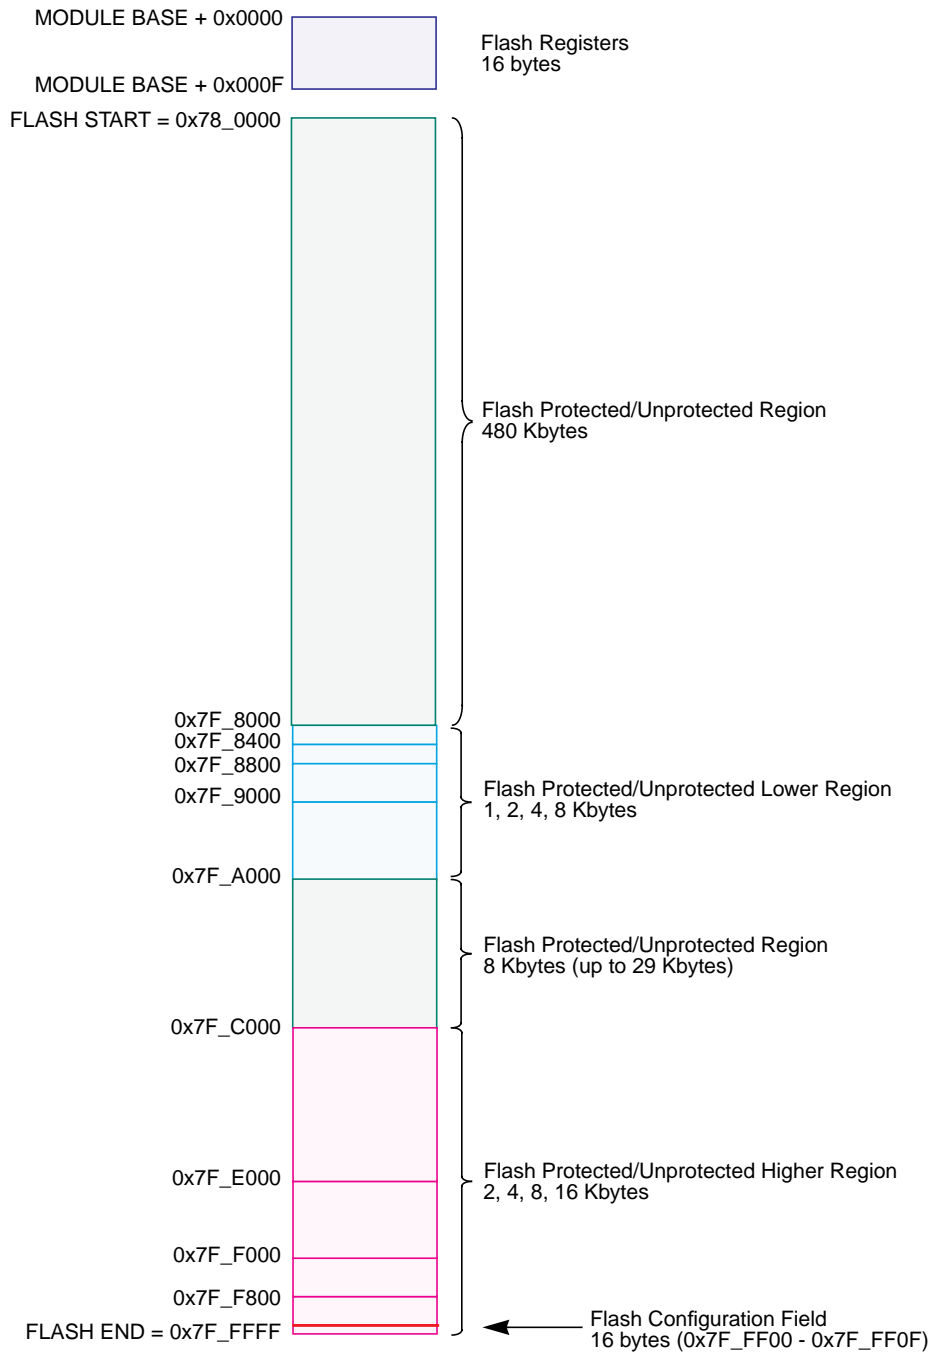 MODULE BASE + 0x0000
Flash Registers
16 bytes
MODULE BASE + 0x000F
FLASH START = 0x78_0000
Flash Protected/Unprotected Region
480 Kbytes
0x7F_8000
0x7F_8400
0x7F_8800
0x7F_9000
Flash Protected/Unprotected Lower Region
1, 2, 4, 8 Kbytes
0x7F_A000
Flash Protected/Unprotected Region
8 Kbytes (up to 29 Kbytes)
0x7F_C000
0x7F_E000
Flash Protected/Unprotected Higher Region
2, 4, 8, 16 Kbytes
0x7F_F000
0x7F_F800
FLASH END = 0x7F_FFFF
Flash Configuration Field
16 bytes (0x7F_FF00 - 0x7F_FF0F)